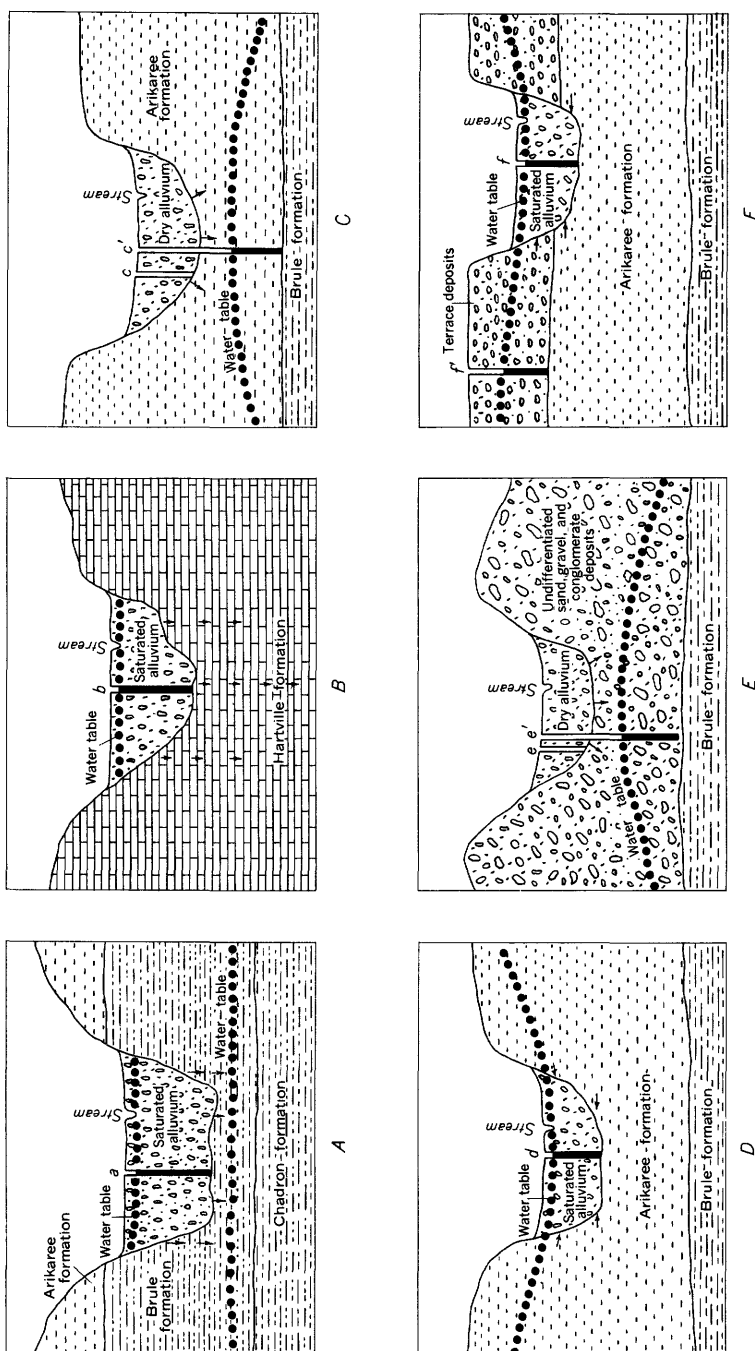 Arikaree
formation
Stream
a
Water table
Saturated
alluvium
Brule
formation
Water table
Chadron formation
A
Stream
b
Water table
Saturated
alluvium
Hartville formation
B
Arikaree
formation
Stream
c c'
Dry alluvium
Water table
Brule formation
C
Stream
d
Water table
Saturated
alluvium
Arikaree formation
Brule formation
D
Stream
e e'
Dry alluvium
Undifferentiated
sand, gravel, and
conglomerate
deposits
Water table
Brule formation
E
Terrace deposits
Stream
f' f
Water table
Saturated
alluvium
Arikaree formation
Brule formation
F